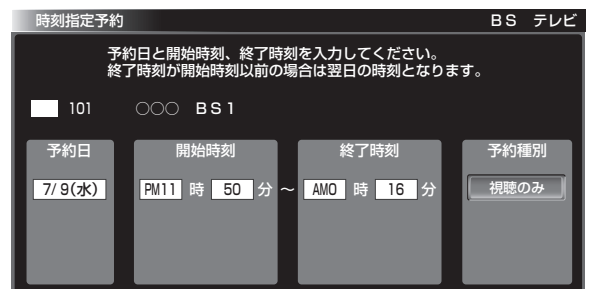 時刻指定予約 BS テレビ
予約日と開始時刻、終了時刻を入力してください。
終了時刻が開始時刻以前の場合は翌日の時刻となります。
101 ○○○ BS1
予約日 開始時刻 終了時刻 予約種別
7/9(水) PM11 時 50 分 ～ AM0 時 16 分 視聴のみ